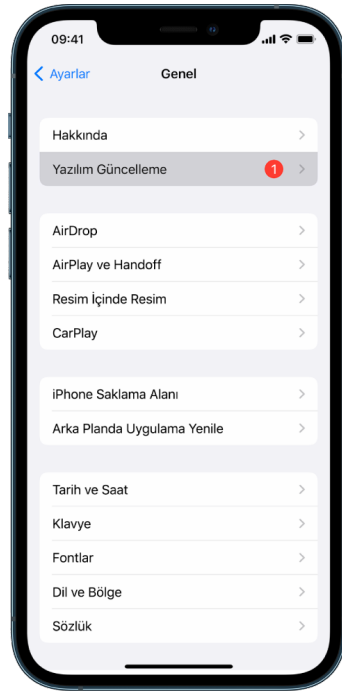 09:41
Ayarlar
Genel
Hakkında
Yazılım Güncelleme
1
AirDrop
AirPlay ve Handoff
Resim İçinde Resim
CarPlay
iPhone Saklama Alanı
Arka Planda Uygulama Yenile
Tarih ve Saat
Klavye
Fontlar
Dil ve Bölge
Sözlük